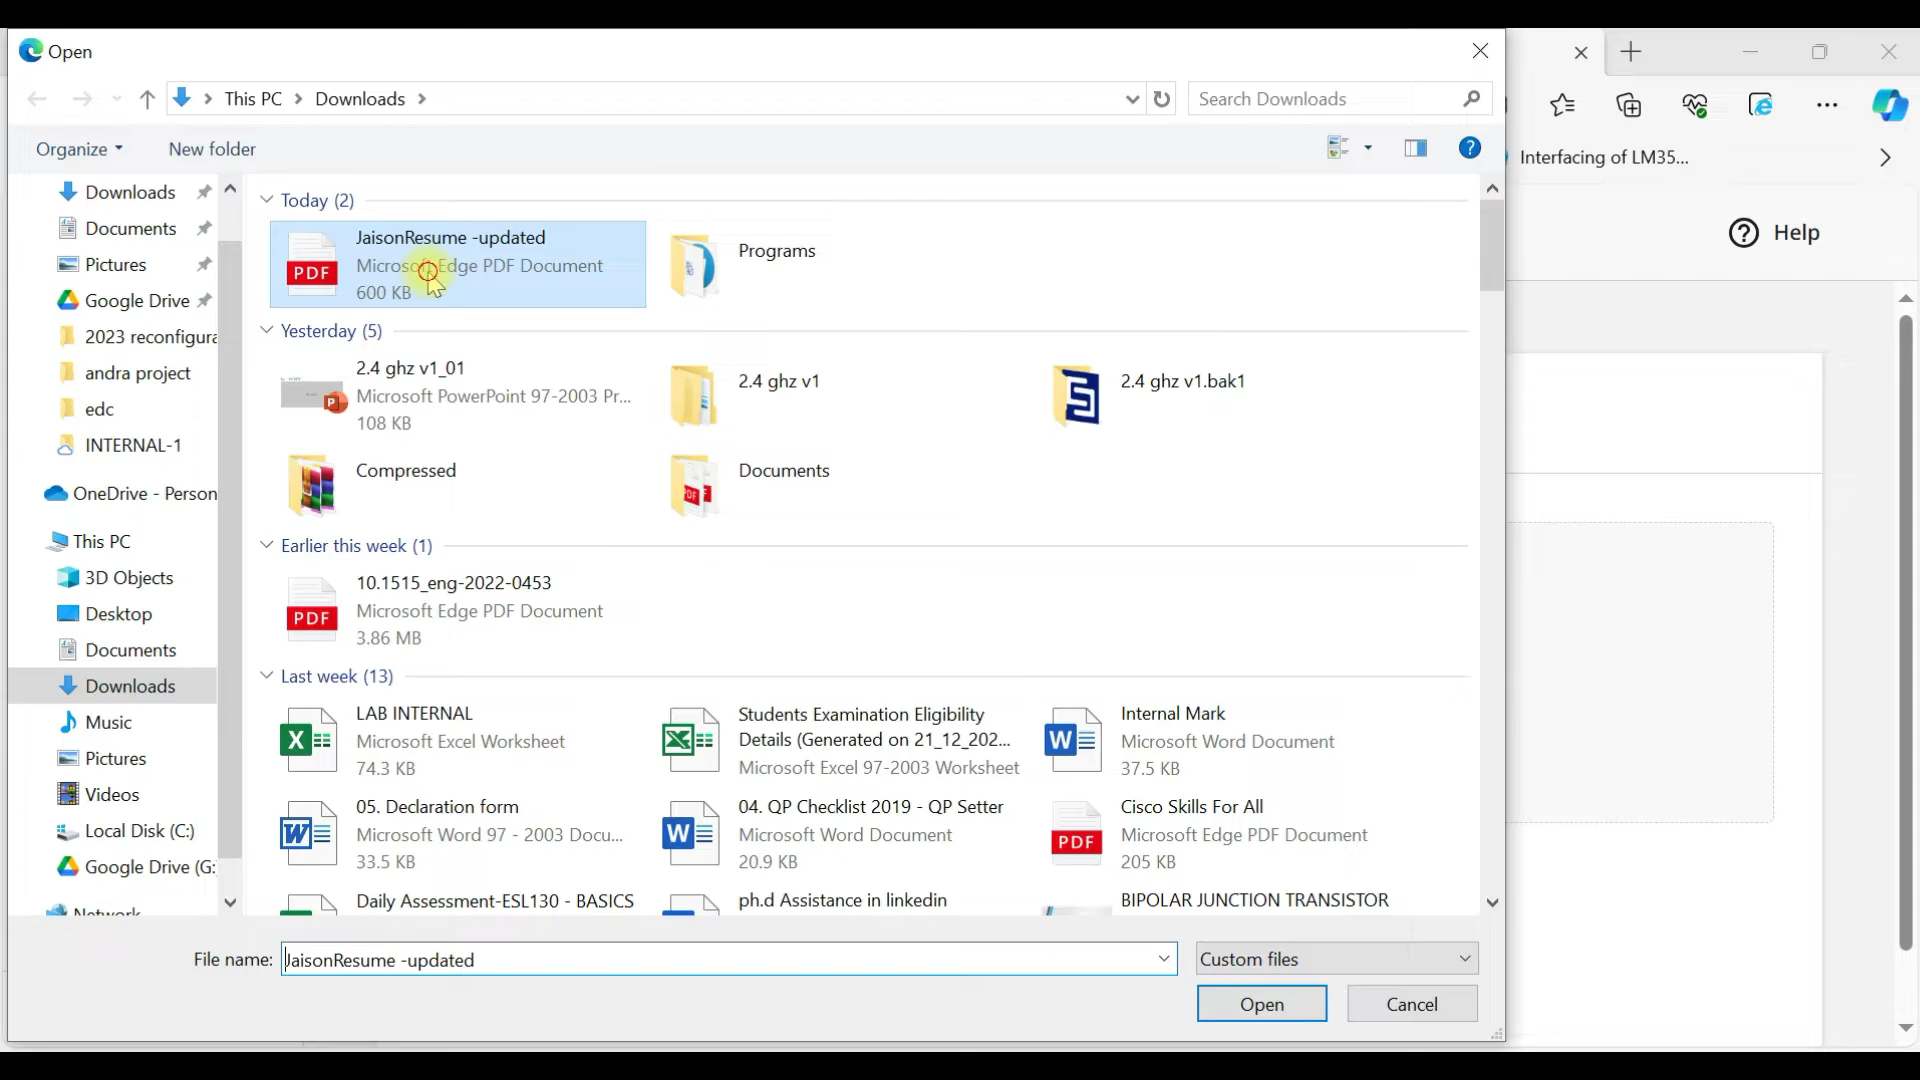 Open
This PC
Downloads
Search Downloads
Organize
New folder
Interfacing of LM35...
Help
Downloads
Documents
Pictures
Google Drive
2023 reconfigura
andra project
edc
INTERNAL-1
OneDrive - Person
This PC
3D Objects
Desktop
Documents
Downloads
Music
Pictures
Videos
Local Disk (C:)
Google Drive (G:
Network
Today (2)
PDF
JaisonResume -updated
Microsoft Edge PDF Document
600 KB
Programs
Yesterday (5)
2.4 ghz v1_01
Microsoft PowerPoint 97-2003 Pr...
108 KB
2.4 ghz v1
2.4 ghz v1.bak1
Compressed
PDF
Documents
Earlier this week (1)
PDF
10.1515_eng-2022-0453
Microsoft Edge PDF Document
3.86 MB
Last week (13)
LAB INTERNAL
Microsoft Excel Worksheet
74.3 KB
Students Examination Eligibility
Details (Generated on 21_12_202...
Microsoft Excel 97-2003 Worksheet
Internal Mark
Microsoft Word Document
37.5 KB
05. Declaration form
Microsoft Word 97 - 2003 Docu...
33.5 KB
04. QP Checklist 2019 - QP Setter
Microsoft Word Document
20.9 KB
PDF
Cisco Skills For All
Microsoft Edge PDF Document
205 KB
Daily Assessment-ESL130 - BASICS
ph.d Assistance in linkedin
BIPOLAR JUNCTION TRANSISTOR
File name:
JaisonResume -updated
Custom files
Open
Cancel